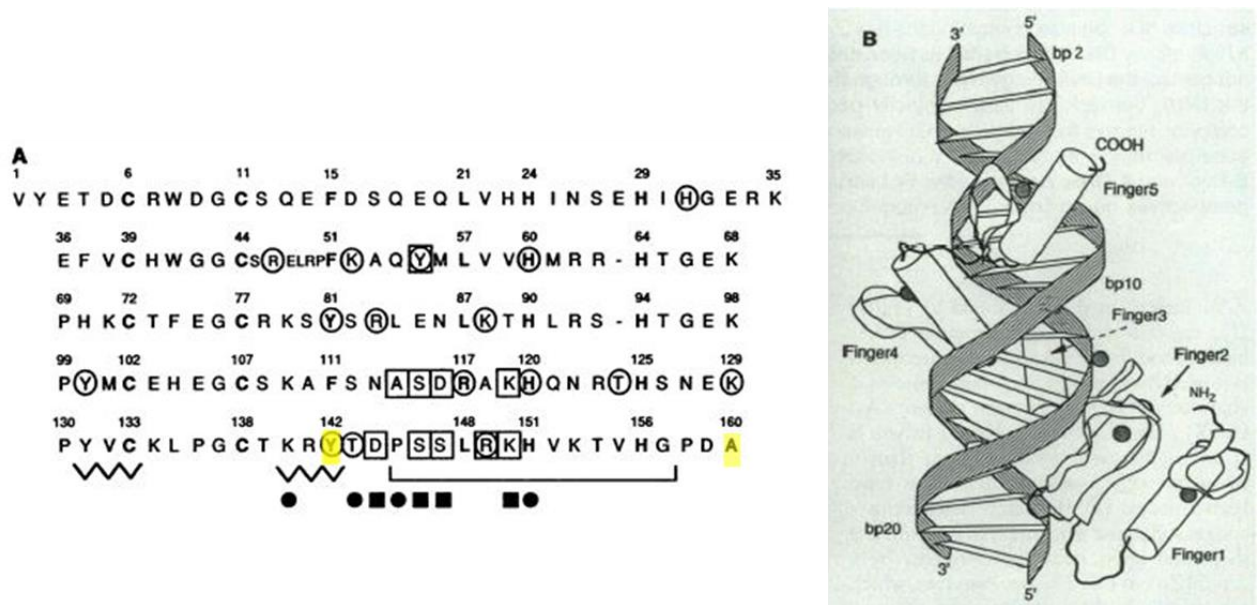 A
1 6 11 15 21 24 29 35
V Y E T D C R W D G C S Q E F D S Q E Q L V H H I N S E H I H G E R K
36 39 44 51 57 60 64 68
E F V C H W G G C S R E L R P F K A Q Y M L V V H M R R - H T G E K
69 72 77 81 87 90 94 98
P H K C T F E G C R K S Y S R L E N L K T H L R S - H T G E K
99 102 107 111 117 120 125 129
P Y M C E H E G C S K A F S N A S D R A K H Q N R T H S N E K
130 133 138 142 148 151 156 160
P Y V C K L P G C T K R Y T D P S S L R K H V K T V H G P D A
B
3' 5'
bp 2
COOH
Finger5
bp10
Finger3
Finger4
Finger2
NH2
bp20
Finger1
3'
5'